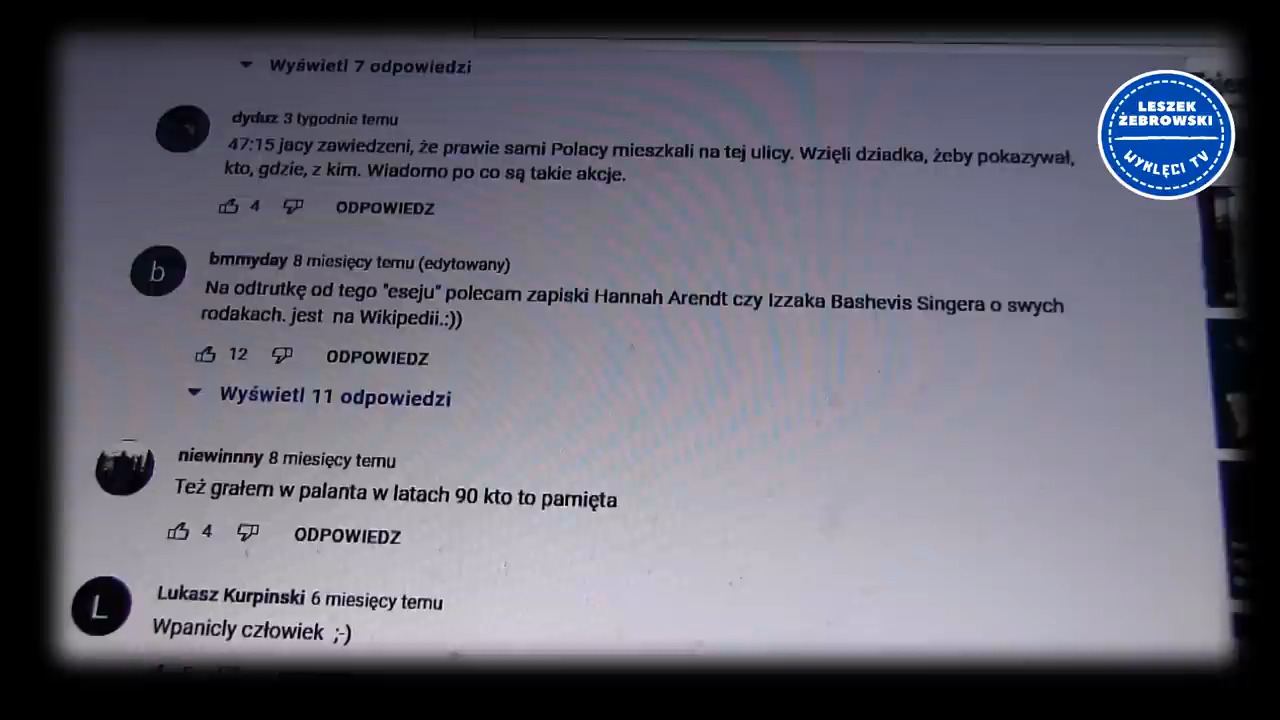 Wyświetl 7 odpowiedzi
dyduz 3 tygodnie temu
47:15 jacy zawiedzeni, że prawie sami Polacy mieszkali na tej ulicy. Wzięli dziadka, żeby pokazywał,
kto, gdzie, z kim. Wiadomo po co są takie akcje.
4 ODPOWIEDZ
b
bmmyday 8 miesięcy temu (edytowany)
Na odtrutkę od tego "eseju" polecam zapiski Hannah Arendt czy Izzaka Bashevis Singera o swych
rodakach. jest na Wikipedii.:))
12 ODPOWIEDZ
Wyświetl 11 odpowiedzi
niewinnny 8 miesięcy temu
Też grałem w palanta w latach 90 kto to pamięta
4 ODPOWIEDZ
L
Lukasz Kurpinski 6 miesięcy temu
Wpanicly człowiek ;-)
LESZEK
ŻEBROWSKI
WYKLĘCI TV